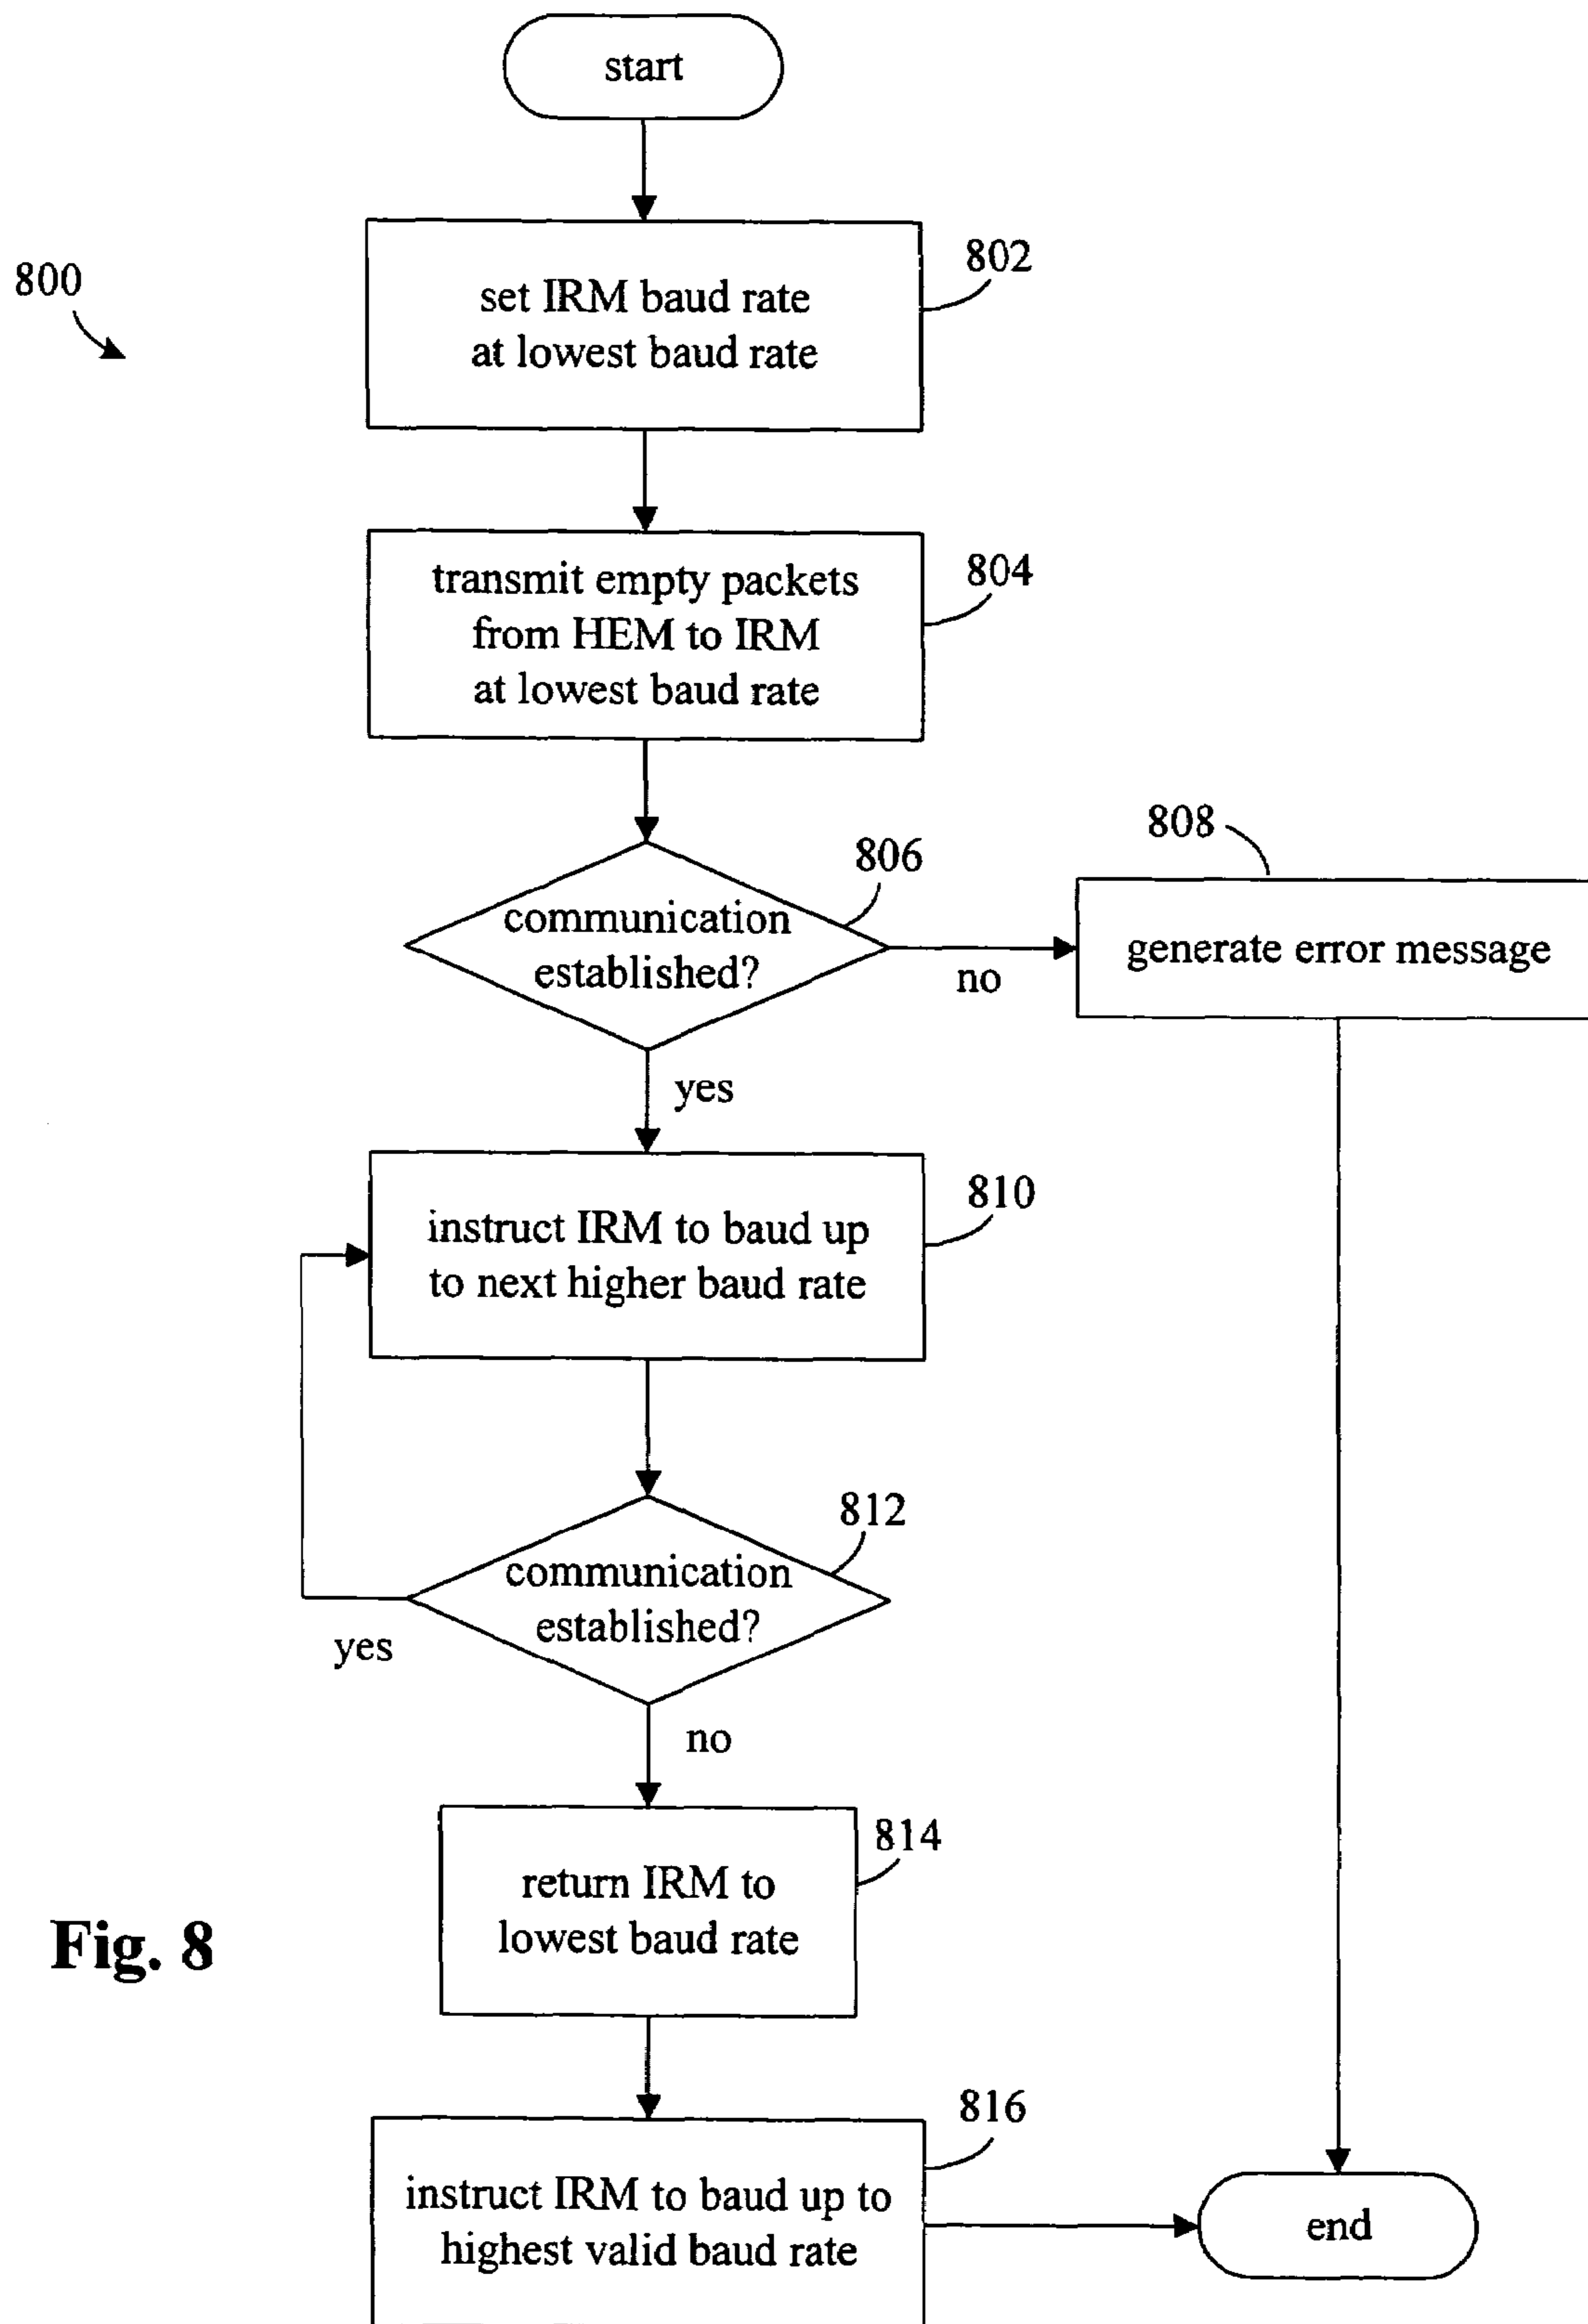 start
800
802
set IRM baud rate
at lowest baud rate
804
transmit empty packets
from HEM to IRM
at lowest baud rate
806
communication
established?
no
808
generate error message
yes
810
instruct IRM to baud up
to next higher baud rate
812
communication
established?
yes
no
814
return IRM to
lowest baud rate
Fig. 8
816
instruct IRM to baud up to
highest valid baud rate
end